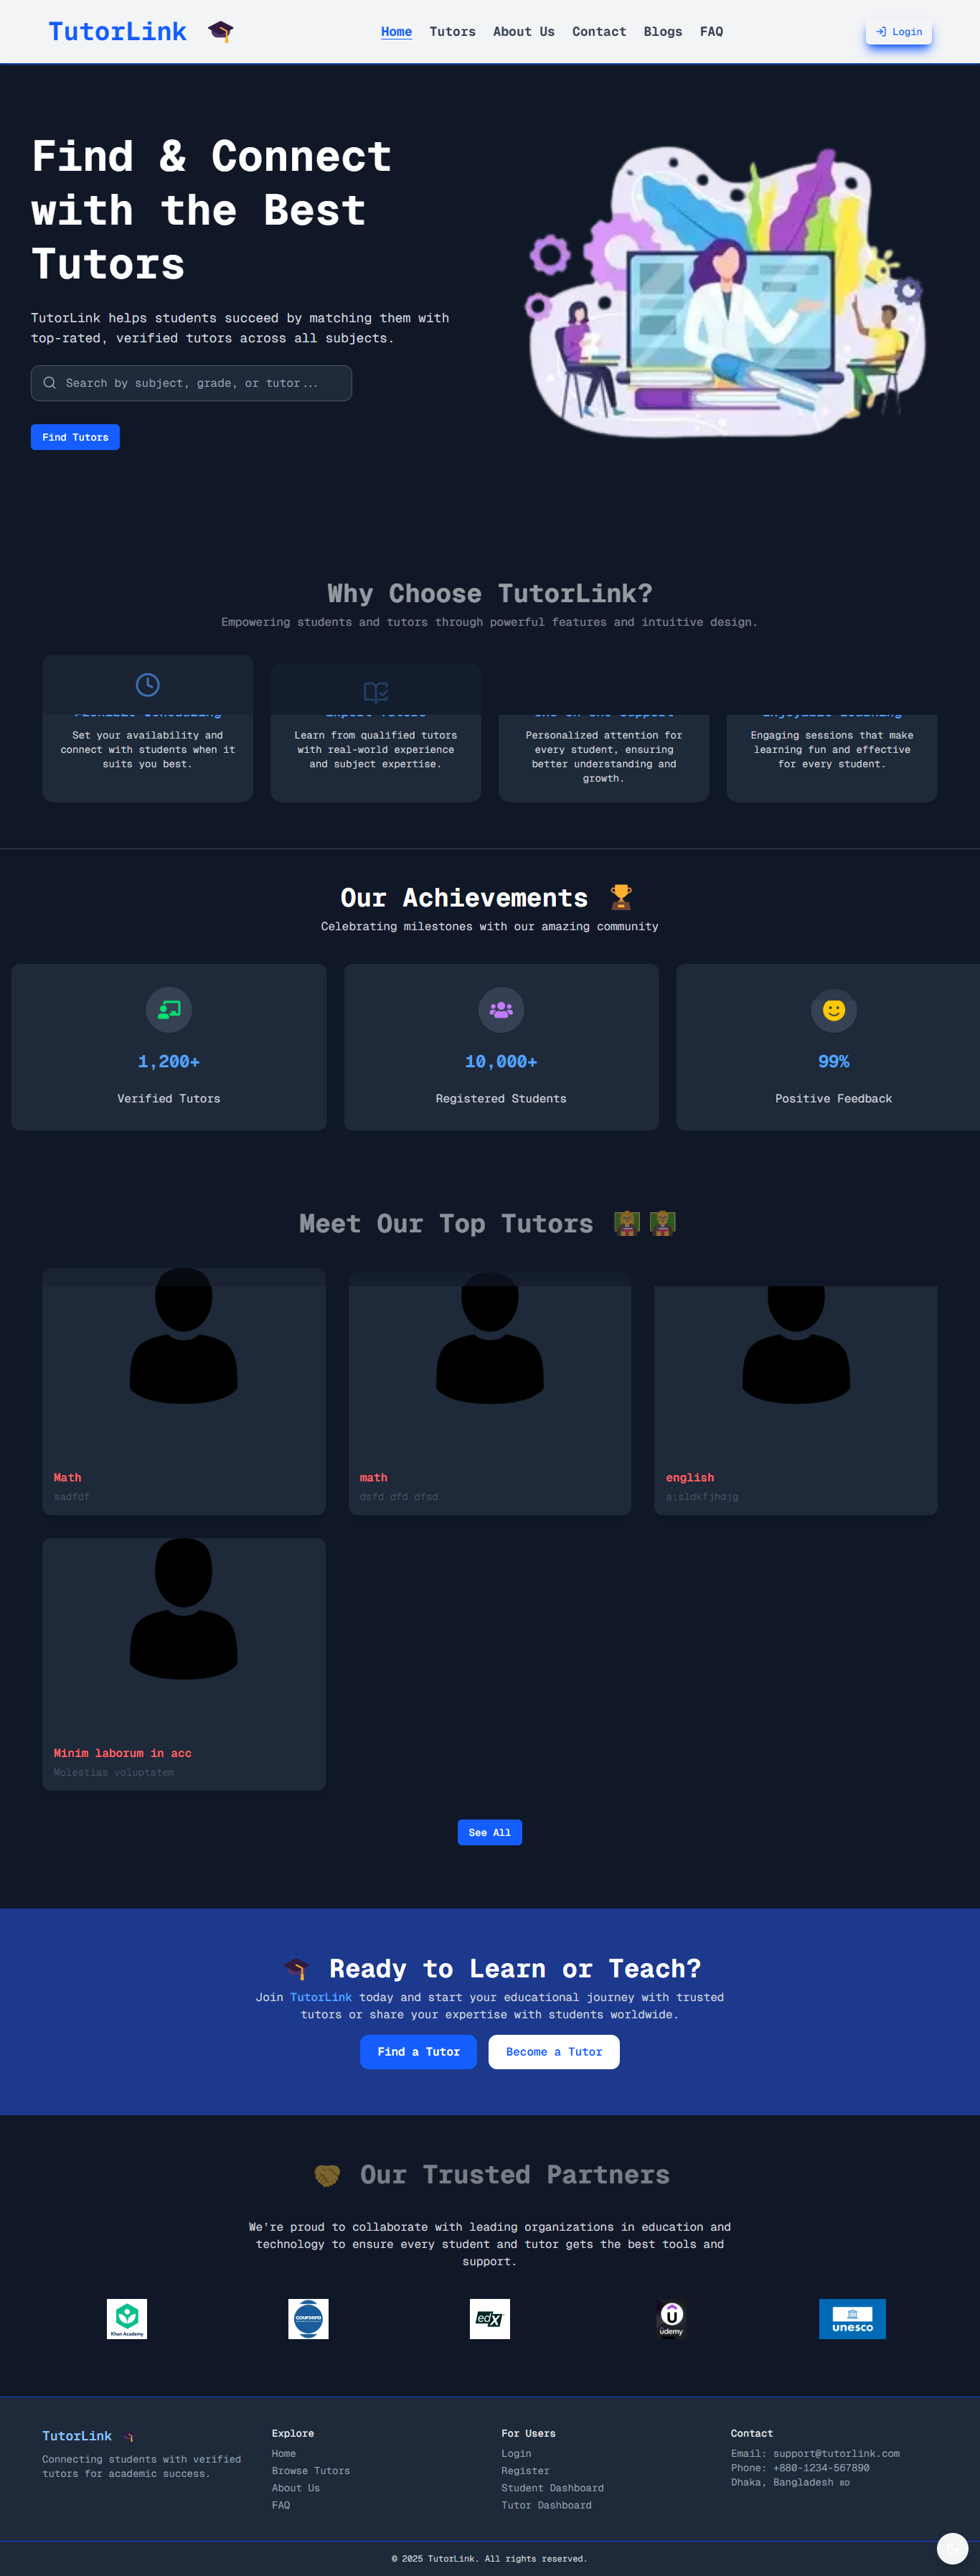 TutorLink 🎓
Home Tutors About Us Contact Blogs FAQ
Login
Find & Connect
with the Best
Tutors
TutorLink helps students succeed by matching them with
top-rated, verified tutors across all subjects.
Search by subject, grade, or tutor...
Find Tutors
Why Choose TutorLink?
Empowering students and tutors through powerful features and intuitive design.
Set your availability and
connect with students when it
suits you best.
Learn from qualified tutors
with real-world experience
and subject expertise.
Personalized attention for
every student, ensuring
better understanding and
growth.
Engaging sessions that make
learning fun and effective
for every student.
Our Achievements 🏆
Celebrating milestones with our amazing community
1,200+
Verified Tutors
10,000+
Registered Students
99%
Positive Feedback
Meet Our Top Tutors 👩‍🏫👨‍🏫
Math
sadfdf
math
dsfd dfd dfsd
english
a;sldkfjhdjg
Minim laborum in acc
Molestias voluptatem
See All
🎓 Ready to Learn or Teach?
Join TutorLink today and start your educational journey with trusted
tutors or share your expertise with students worldwide.
Find a Tutor
Become a Tutor
🤝 Our Trusted Partners
We’re proud to collaborate with leading organizations in education and
technology to ensure every student and tutor gets the best tools and
support.
Khan Academy
coursera
edX
udemy
unesco
TutorLink 🎓
Connecting students with verified
tutors for academic success.
Explore
Home
Browse Tutors
About Us
FAQ
For Users
Login
Register
Student Dashboard
Tutor Dashboard
Contact
Email: support@tutorlink.com
Phone: +880-1234-567890
Dhaka, Bangladesh 🇧🇩
© 2025 TutorLink. All rights reserved.